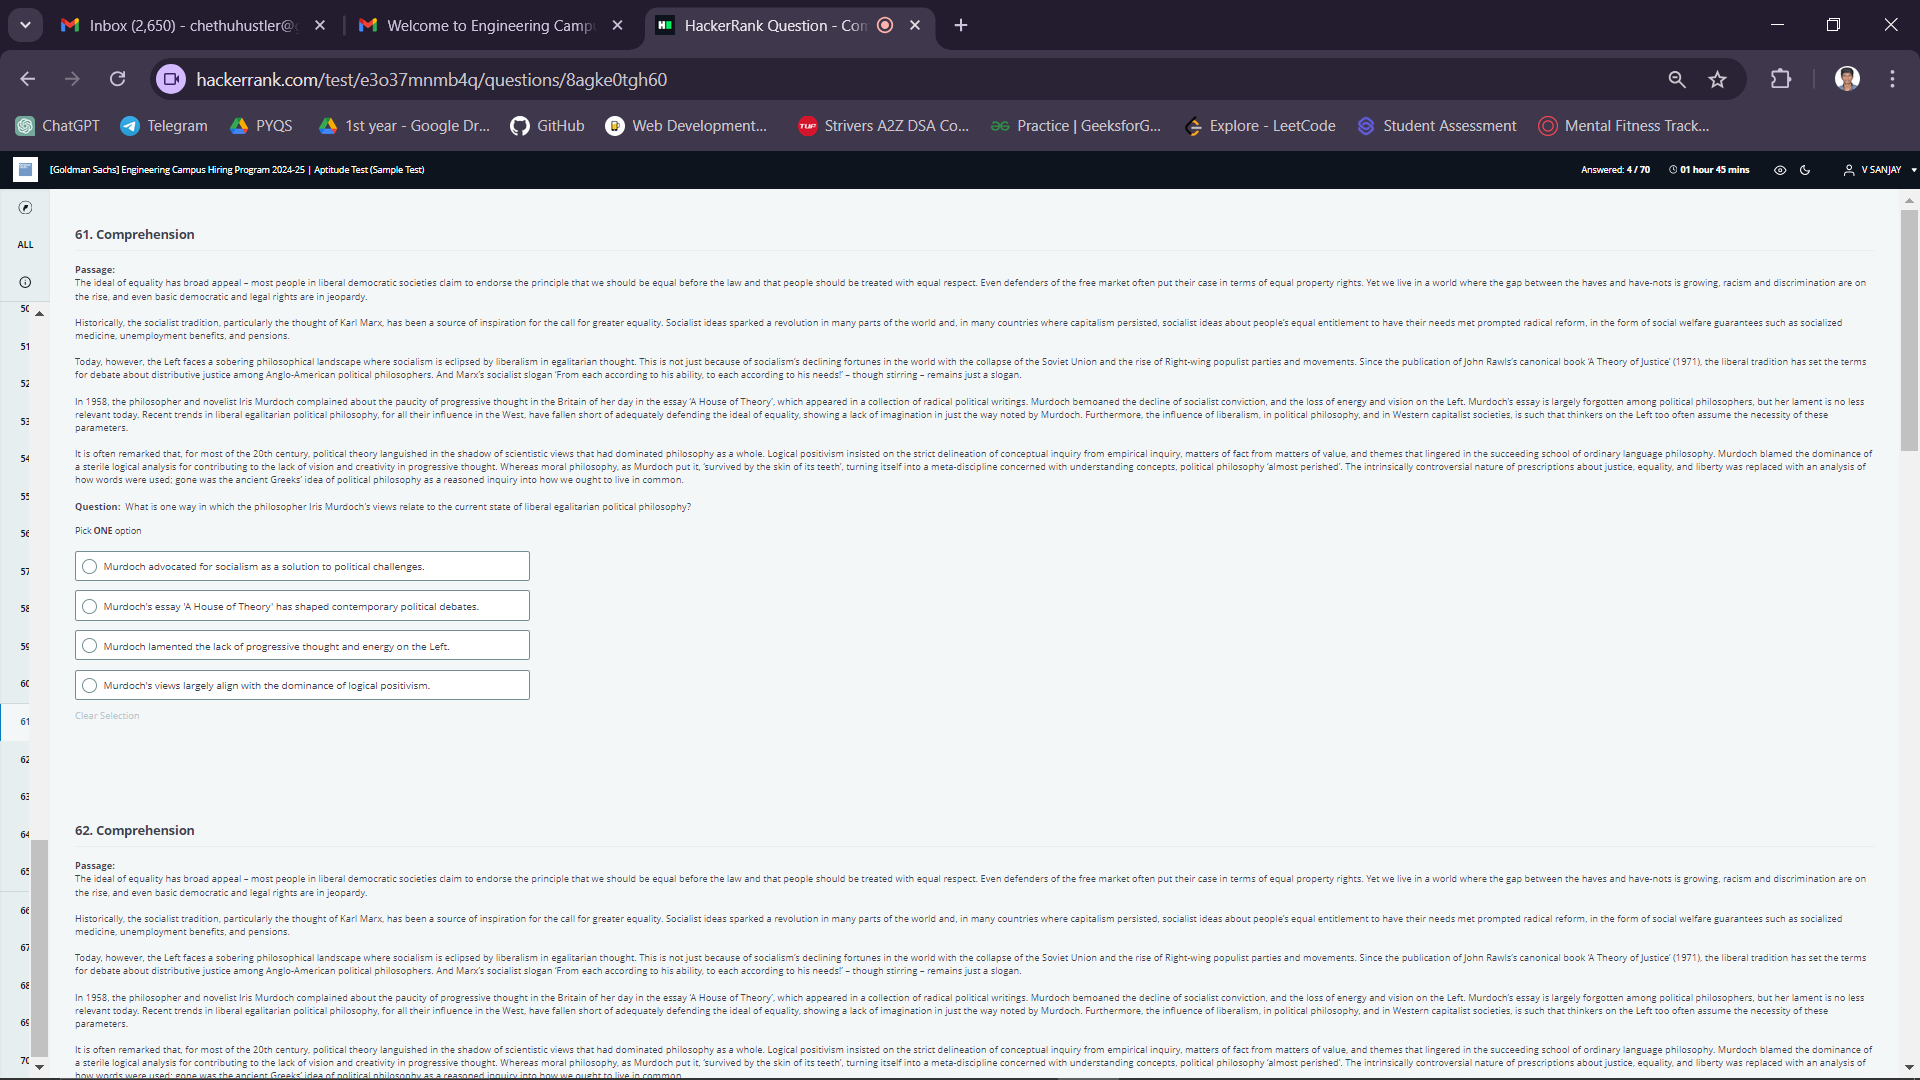 Inbox (2,650) - chethuhustler@g
Welcome to Engineering Camp
HackerRank Question - Con
hackerrank.com/test/e3o37mnmb4q/questions/8agke0tgh60
ChatGPT
Telegram
PYQS
1st year - Google Dr...
GitHub
Web Development...
TUF
Strivers A2Z DSA Co...
Practice | GeeksforG...
Explore - LeetCode
Student Assessment
Mental Fitness Track...
[Goldman Sachs] Engineering Campus Hiring Program 2024-25 | Aptitude Test (Sample Test)
Answered: 4 / 70
01 hour 45 mins
V SANJAY
ALL
50
51
52
53
54
55
56
57
58
59
60
61
62
63
64
65
66
67
68
69
70
61. Comprehension
Passage:
The ideal of equality has broad appeal – most people in liberal democratic societies claim to endorse the principle that we should be equal before the law and that people should be treated with equal respect. Even defenders of the free market often put their case in terms of equal property rights. Yet we live in a world where the gap between the haves and have-nots is growing, racism and discrimination are on
the rise, and even basic democratic and legal rights are in jeopardy.
Historically, the socialist tradition, particularly the thought of Karl Marx, has been a source of inspiration for the call for greater equality. Socialist ideas sparked a revolution in many parts of the world and, in many countries where capitalism persisted, socialist ideas about people's equal entitlement to have their needs met prompted radical reform, in the form of social welfare guarantees such as socialized
medicine, unemployment benefits, and pensions.
Today, however, the Left faces a sobering philosophical landscape where socialism is eclipsed by liberalism in egalitarian thought. This is not just because of socialism's declining fortunes in the world with the collapse of the Soviet Union and the rise of Right-wing populist parties and movements. Since the publication of John Rawls's canonical book 'A Theory of Justice' (1971), the liberal tradition has set the terms
for debate about distributive justice among Anglo-American political philosophers. And Marx's socialist slogan 'From each according to his ability, to each according to his needs!' – though stirring – remains just a slogan.
In 1958, the philosopher and novelist Iris Murdoch complained about the paucity of progressive thought in the Britain of her day in the essay 'A House of Theory', which appeared in a collection of radical political writings. Murdoch bemoaned the decline of socialist conviction, and the loss of energy and vision on the Left. Murdoch's essay is largely forgotten among political philosophers, but her lament is no less
relevant today. Recent trends in liberal egalitarian political philosophy, for all their influence in the West, have fallen short of adequately defending the ideal of equality, showing a lack of imagination in just the way noted by Murdoch. Furthermore, the influence of liberalism, in political philosophy, and in Western capitalist societies, is such that thinkers on the Left too often assume the necessity of these
parameters.
It is often remarked that, for most of the 20th century, political theory languished in the shadow of scientistic views that had dominated philosophy as a whole. Logical positivism insisted on the strict delineation of conceptual inquiry from empirical inquiry, matters of fact from matters of value, and themes that lingered in the succeeding school of ordinary language philosophy. Murdoch blamed the dominance of
a sterile logical analysis for contributing to the lack of vision and creativity in progressive thought. Whereas moral philosophy, as Murdoch put it, 'survived by the skin of its teeth', turning itself into a meta-discipline concerned with understanding concepts, political philosophy 'almost perished'. The intrinsically controversial nature of prescriptions about justice, equality, and liberty was replaced with an analysis of
how words were used; gone was the ancient Greeks' idea of political philosophy as a reasoned inquiry into how we ought to live in common.
Question: What is one way in which the philosopher Iris Murdoch's views relate to the current state of liberal egalitarian political philosophy?
Pick ONE option
Murdoch advocated for socialism as a solution to political challenges.
Murdoch's essay 'A House of Theory' has shaped contemporary political debates.
Murdoch lamented the lack of progressive thought and energy on the Left.
Murdoch's views largely align with the dominance of logical positivism.
Clear Selection
62. Comprehension
Passage:
The ideal of equality has broad appeal – most people in liberal democratic societies claim to endorse the principle that we should be equal before the law and that people should be treated with equal respect. Even defenders of the free market often put their case in terms of equal property rights. Yet we live in a world where the gap between the haves and have-nots is growing, racism and discrimination are on
the rise, and even basic democratic and legal rights are in jeopardy.
Historically, the socialist tradition, particularly the thought of Karl Marx, has been a source of inspiration for the call for greater equality. Socialist ideas sparked a revolution in many parts of the world and, in many countries where capitalism persisted, socialist ideas about people's equal entitlement to have their needs met prompted radical reform, in the form of social welfare guarantees such as socialized
medicine, unemployment benefits, and pensions.
Today, however, the Left faces a sobering philosophical landscape where socialism is eclipsed by liberalism in egalitarian thought. This is not just because of socialism's declining fortunes in the world with the collapse of the Soviet Union and the rise of Right-wing populist parties and movements. Since the publication of John Rawls's canonical book 'A Theory of Justice' (1971), the liberal tradition has set the terms
for debate about distributive justice among Anglo-American political philosophers. And Marx's socialist slogan 'From each according to his ability, to each according to his needs!' – though stirring – remains just a slogan.
In 1958, the philosopher and novelist Iris Murdoch complained about the paucity of progressive thought in the Britain of her day in the essay 'A House of Theory', which appeared in a collection of radical political writings. Murdoch bemoaned the decline of socialist conviction, and the loss of energy and vision on the Left. Murdoch's essay is largely forgotten among political philosophers, but her lament is no less
relevant today. Recent trends in liberal egalitarian political philosophy, for all their influence in the West, have fallen short of adequately defending the ideal of equality, showing a lack of imagination in just the way noted by Murdoch. Furthermore, the influence of liberalism, in political philosophy, and in Western capitalist societies, is such that thinkers on the Left too often assume the necessity of these
parameters.
It is often remarked that, for most of the 20th century, political theory languished in the shadow of scientistic views that had dominated philosophy as a whole. Logical positivism insisted on the strict delineation of conceptual inquiry from empirical inquiry, matters of fact from matters of value, and themes that lingered in the succeeding school of ordinary language philosophy. Murdoch blamed the dominance of
a sterile logical analysis for contributing to the lack of vision and creativity in progressive thought. Whereas moral philosophy, as Murdoch put it, 'survived by the skin of its teeth', turning itself into a meta-discipline concerned with understanding concepts, political philosophy 'almost perished'. The intrinsically controversial nature of prescriptions about justice, equality, and liberty was replaced with an analysis of
how words were used; gone was the ancient Greeks' idea of political philosophy as a reasoned inquiry into how we ought to live in common.